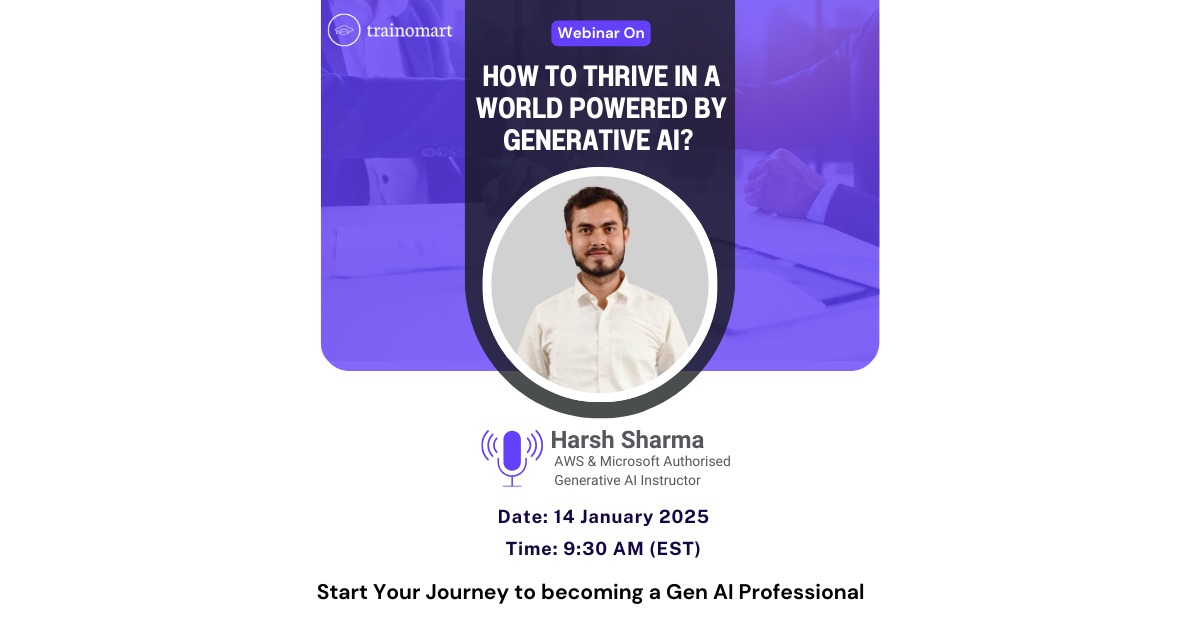 trainomart
Webinar On
HOW TO THRIVE IN A
WORLD POWERED BY
GENERATIVE AI?
Harsh Sharma
AWS & Microsoft Authorised
Generative AI Instructor
Date: 14 January 2025
Time: 9:30 AM (EST)
Start Your Journey to becoming a Gen AI Professional